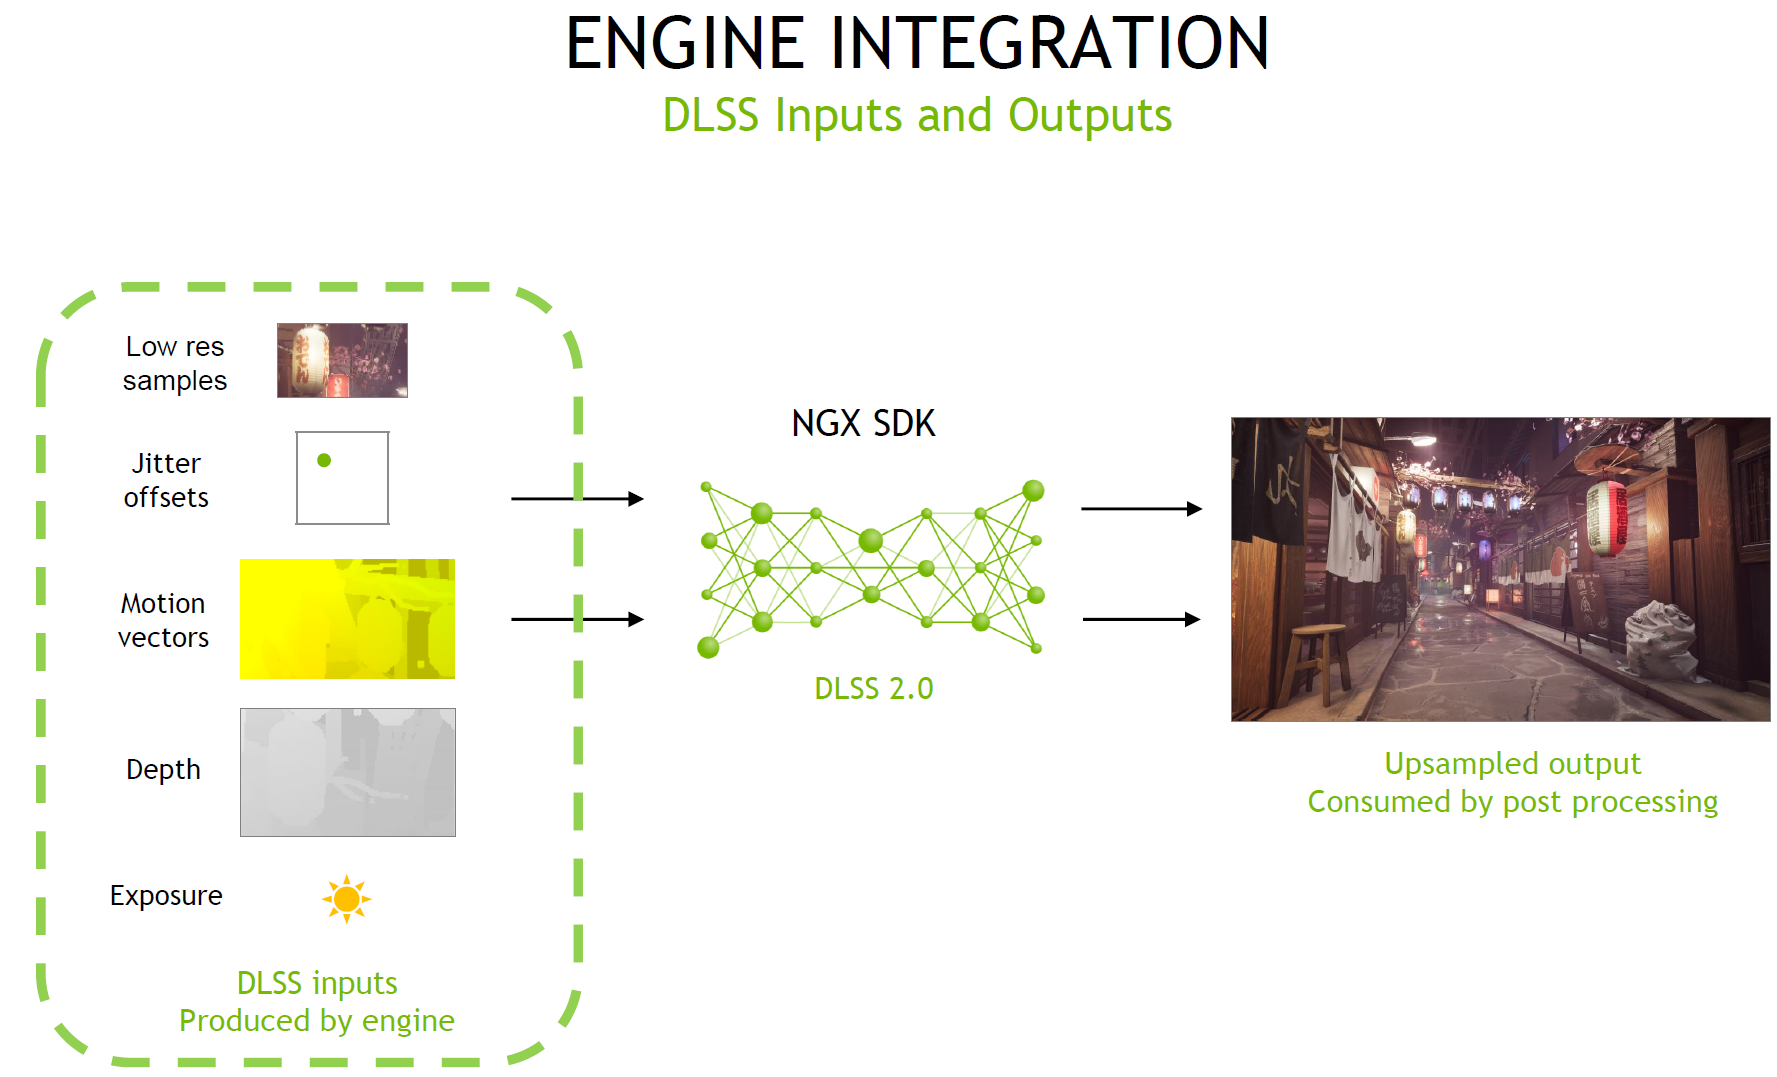 ENGINE INTEGRATION
DLSS Inputs and Outputs
Low res
samples
Jitter
offsets
Motion
vectors
Depth
Exposure
DLSS inputs
Produced by engine
NGX SDK
DLSS 2.0
Upsampled output
Consumed by post processing